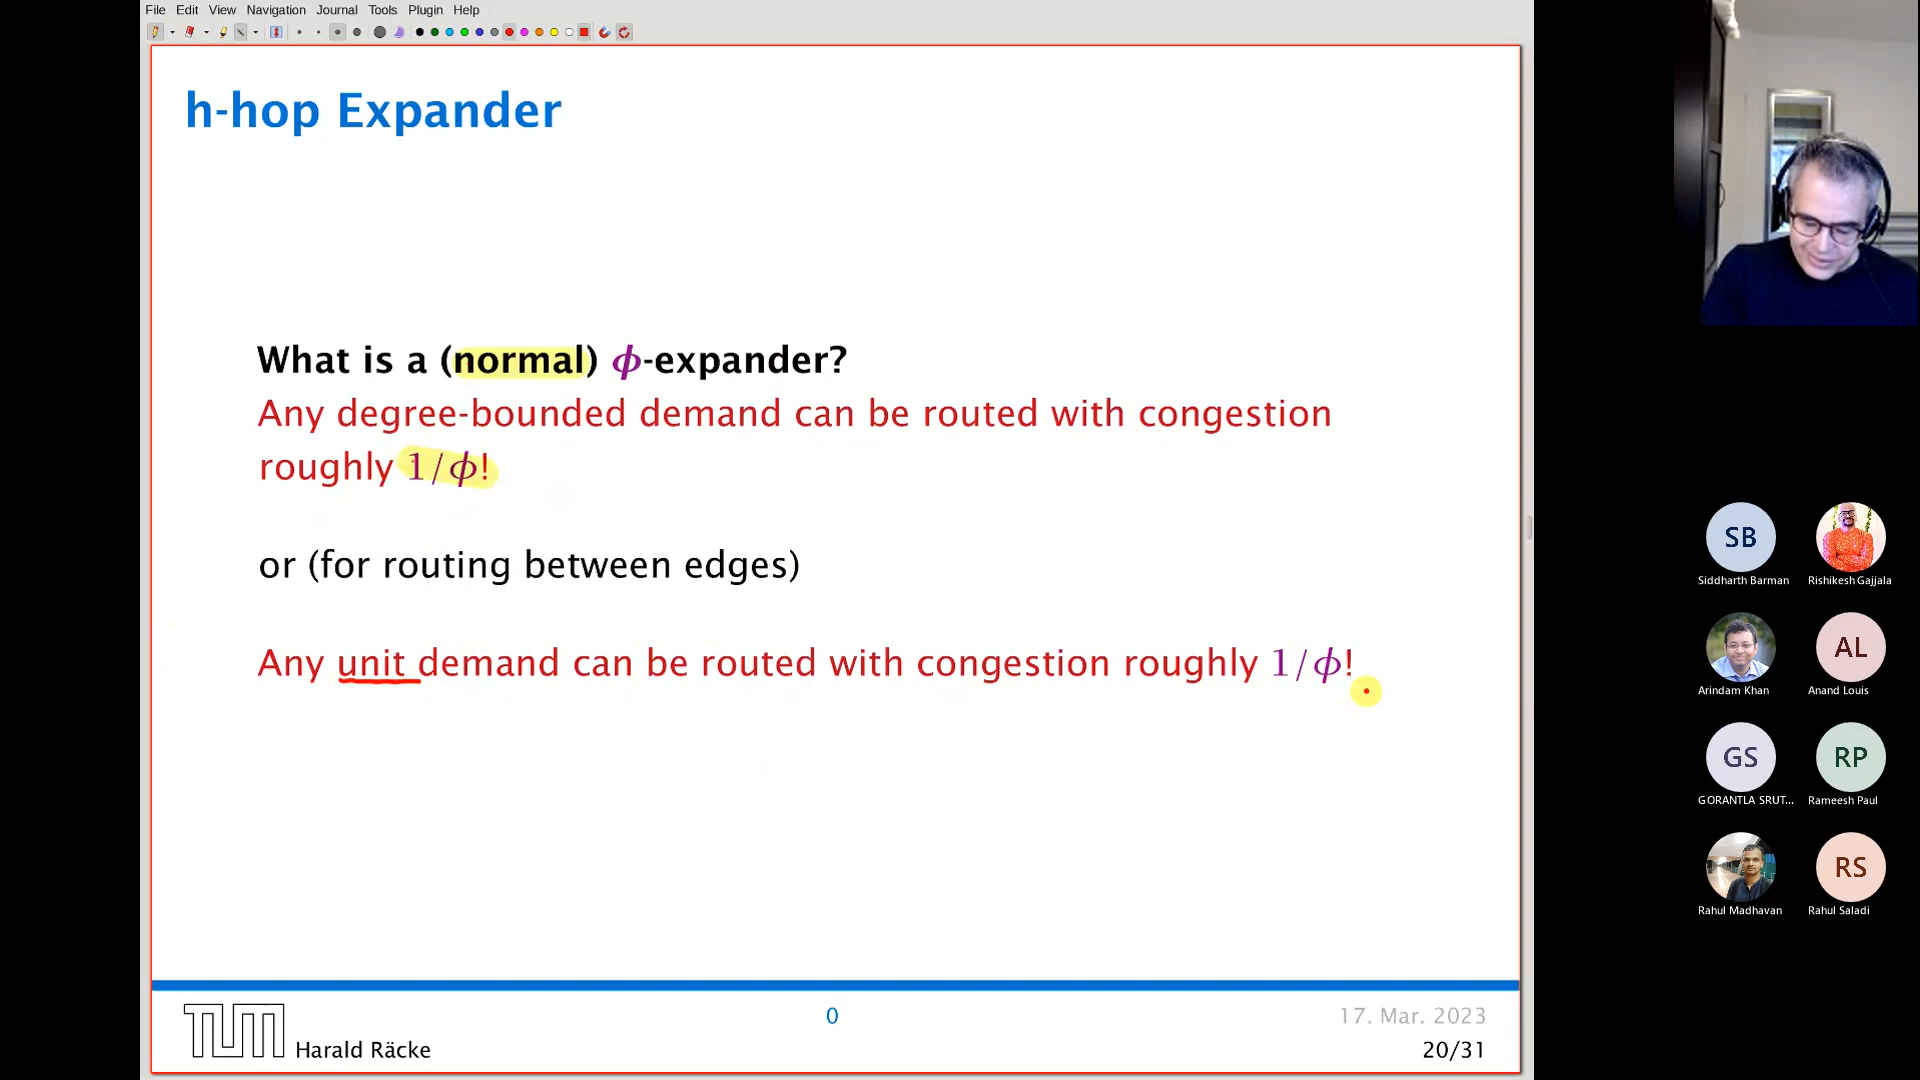 File Edit View Navigation Journal Tools Plugin Help
h-hop Expander
What is a (normal) ϕ-expander?
Any degree-bounded demand can be routed with congestion
roughly 1/ϕ!
or (for routing between edges)
Any unit demand can be routed with congestion roughly 1/ϕ!
TUM
Harald Räcke
0
17. Mar. 2023
20/31
SB
Siddharth Barman
Rishikesh Gajjala
Arindam Khan
AL
Anand Louis
GS
GORANTLA SRUT...
RP
Rameesh Paul
Rahul Madhavan
RS
Rahul Saladi